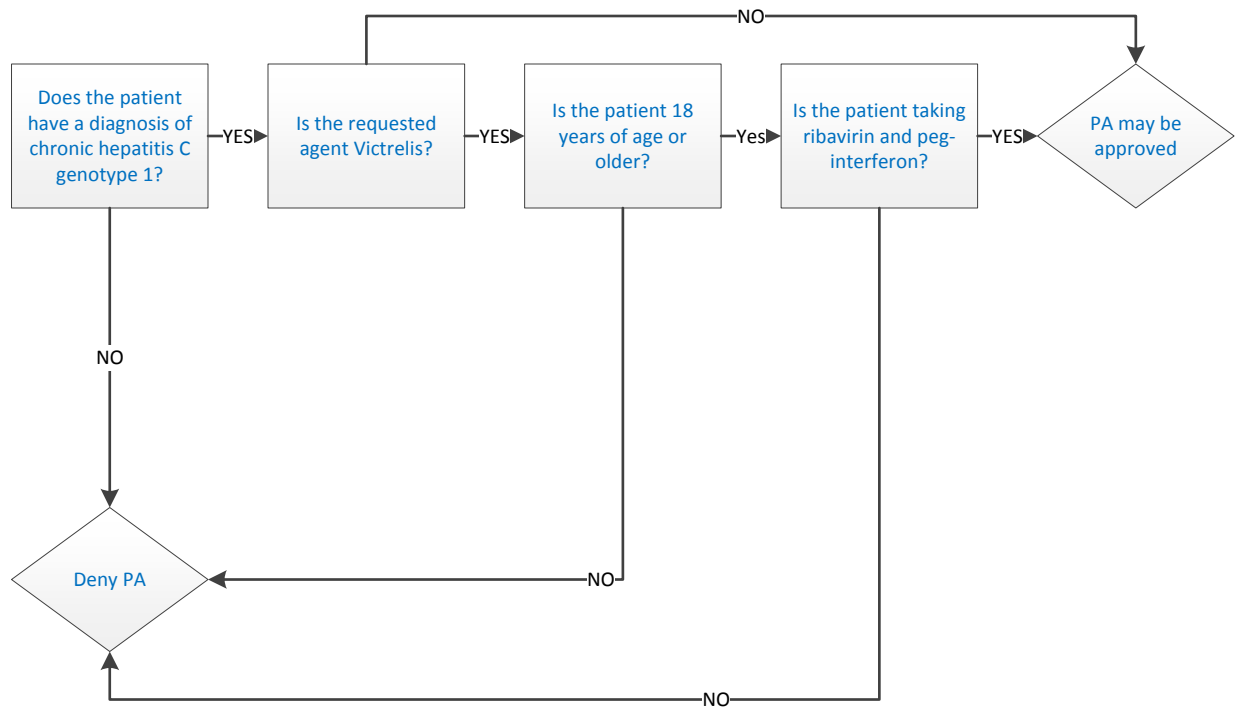 NO
Does the patient
have a diagnosis of
chronic hepatitis C
genotype 1?
YES
Is the requested
agent Victrelis?
YES
Is the patient 18
years of age or
older?
Yes
Is the patient taking
ribavirin and peg-
interferon?
YES
PA may be
approved
NO
Deny PA
NO
NO